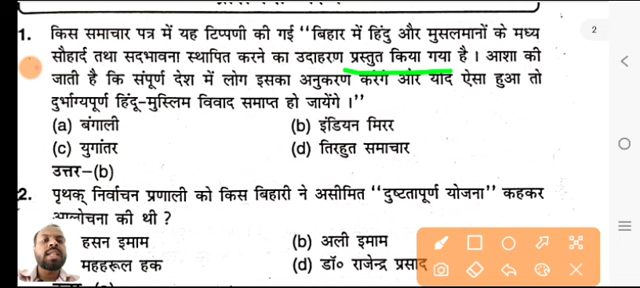 1. किस समाचार पत्र में यह टिप्पणी की गई "बिहार में हिंदु और मुसलमानों के मध्य
सौहार्द तथा सदभावना स्थापित करने का उदाहरण प्रस्तुत किया गया है। आशा की
जाती है कि संपूर्ण देश में लोग इसका अनुकरण करेंगे और यदि ऐसा हुआ तो
दुर्भाग्यपूर्ण हिंदू-मुस्लिम विवाद समाप्त हो जायेंगे।"
(a) बंगाली (b) इंडियन मिरर
(c) युगांतर (d) तिरहुत समाचार
उत्तर-(b)
2. पृथक् निर्वाचन प्रणाली को किस बिहारी ने असीमित "दुष्टतापूर्ण योजना" कहकर
आलोचना की थी?
हसन इमाम (b) अली इमाम
महहरूल हक (d) डॉ० राजेन्द्र प्रसाद
2